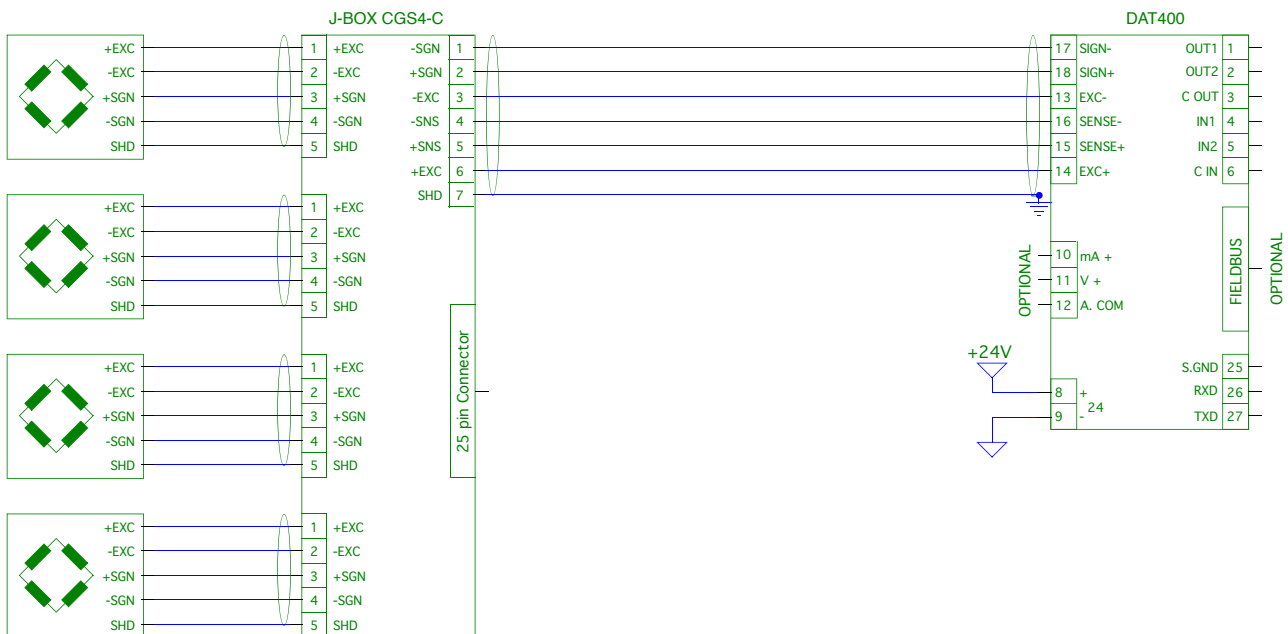 J-BOX CGS4-C
DAT400
+EXC 1 +EXC -SGN 1 17 SIGN- OUT1 1
-EXC 2 -EXC +SGN 2 18 SIGN+ OUT2 2
+SGN 3 +SGN -EXC 3 13 EXC- C OUT 3
-SGN 4 -SGN -SNS 4 16 SENSE- IN1 4
SHD 5 SHD +SNS 5 15 SENSE+ IN2 5
+EXC 6 14 EXC+ C IN 6
SHD 7
+EXC 1 +EXC
-EXC 2 -EXC
+SGN 3 +SGN
-SGN 4 -SGN
SHD 5 SHD
OPTIONAL
10 mA +
11 V +
12 A. COM
FIELDBUS
OPTIONAL
25 pin Connector
+EXC 1 +EXC
-EXC 2 -EXC
+SGN 3 +SGN
-SGN 4 -SGN
SHD 5 SHD
+24V
8 +
9 -
24
S.GND 25
RXD 26
TXD 27
+EXC 1 +EXC
-EXC 2 -EXC
+SGN 3 +SGN
-SGN 4 -SGN
SHD 5 SHD